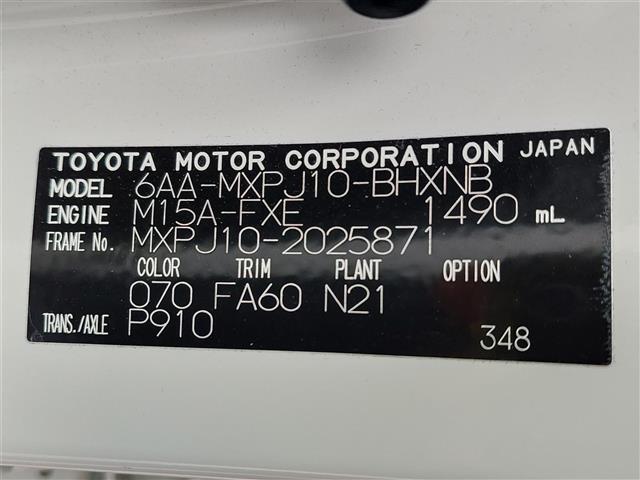 TOYOTA MOTOR CORPORATION JAPAN
MODEL 6AA-MXPJ10-BHXNB
ENGINE M15A-FXE 1490 mL
FRAME No. MXPJ10-2025871
COLOR TRIM PLANT OPTION
070 FA60 N21
TRANS./AXLE P910
348